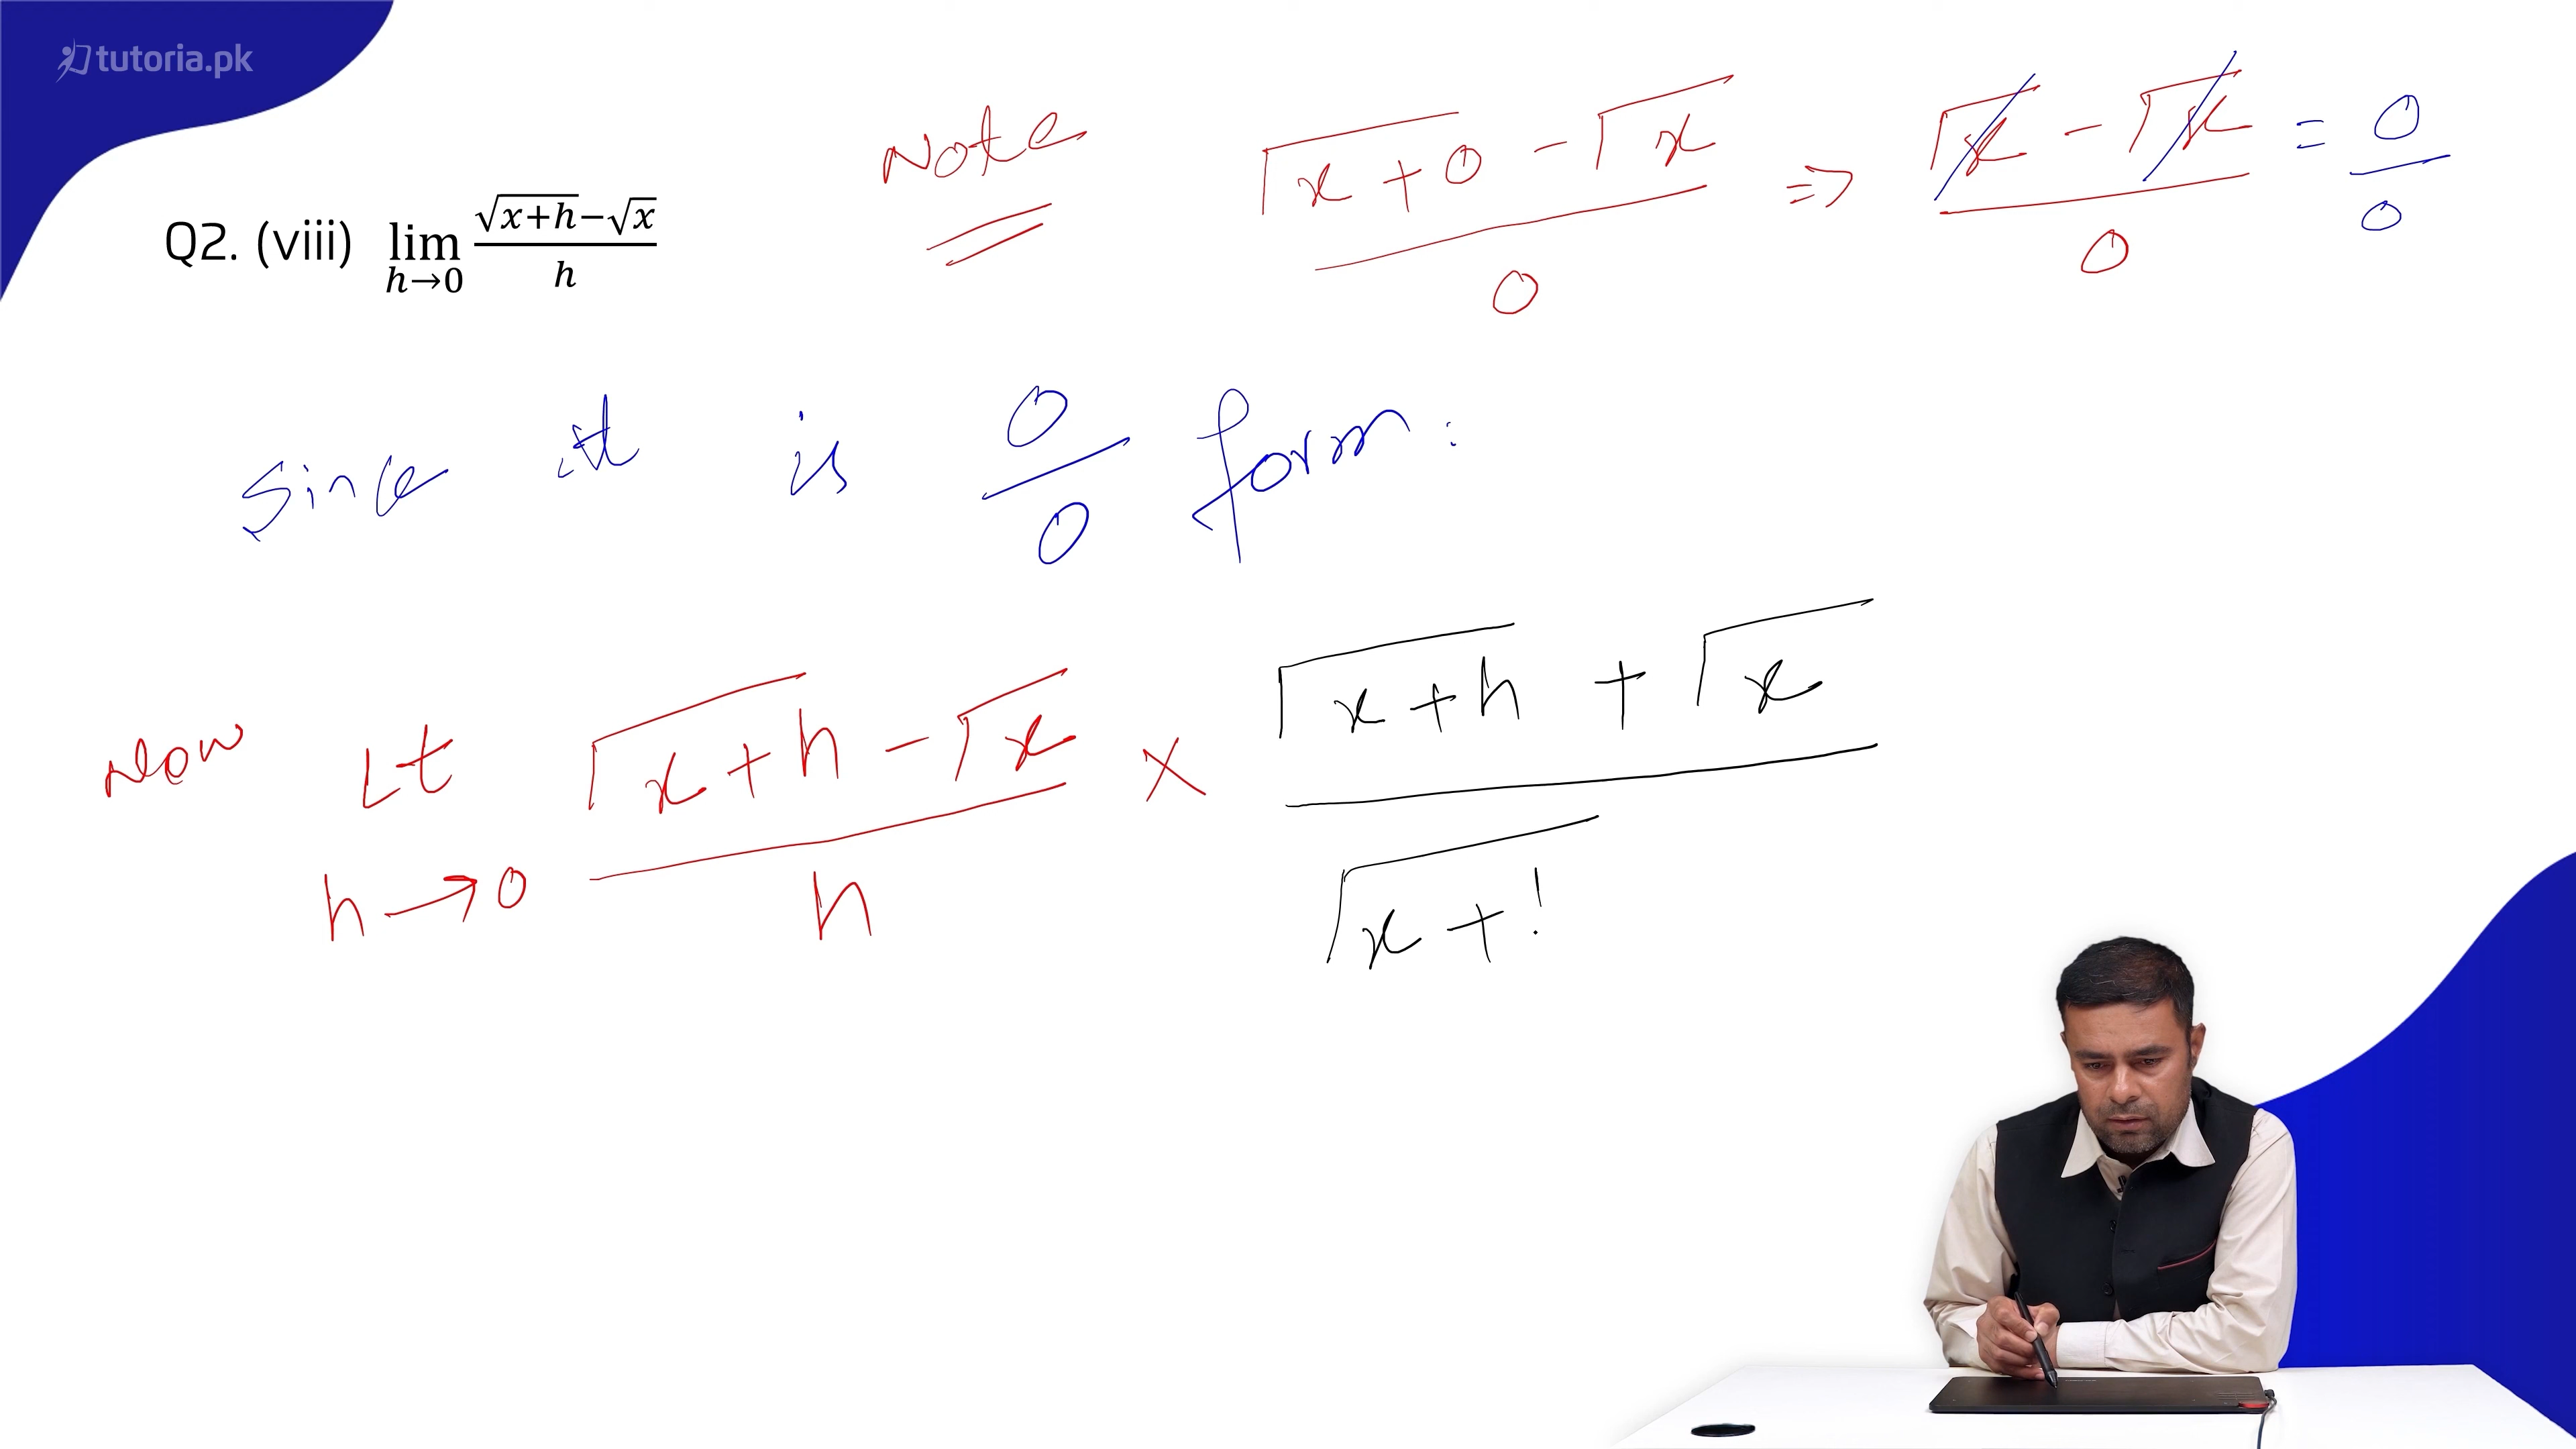 tutoria.pk
Note
√x+0 - √x / 0 => √x - √x / 0 = 0/0
Q2. (viii) lim h→0 √x+h−√x / h
Since it is 0/0 form:
Now Lt h→0 √x+h - √x / h × √x+h + √x / √x+